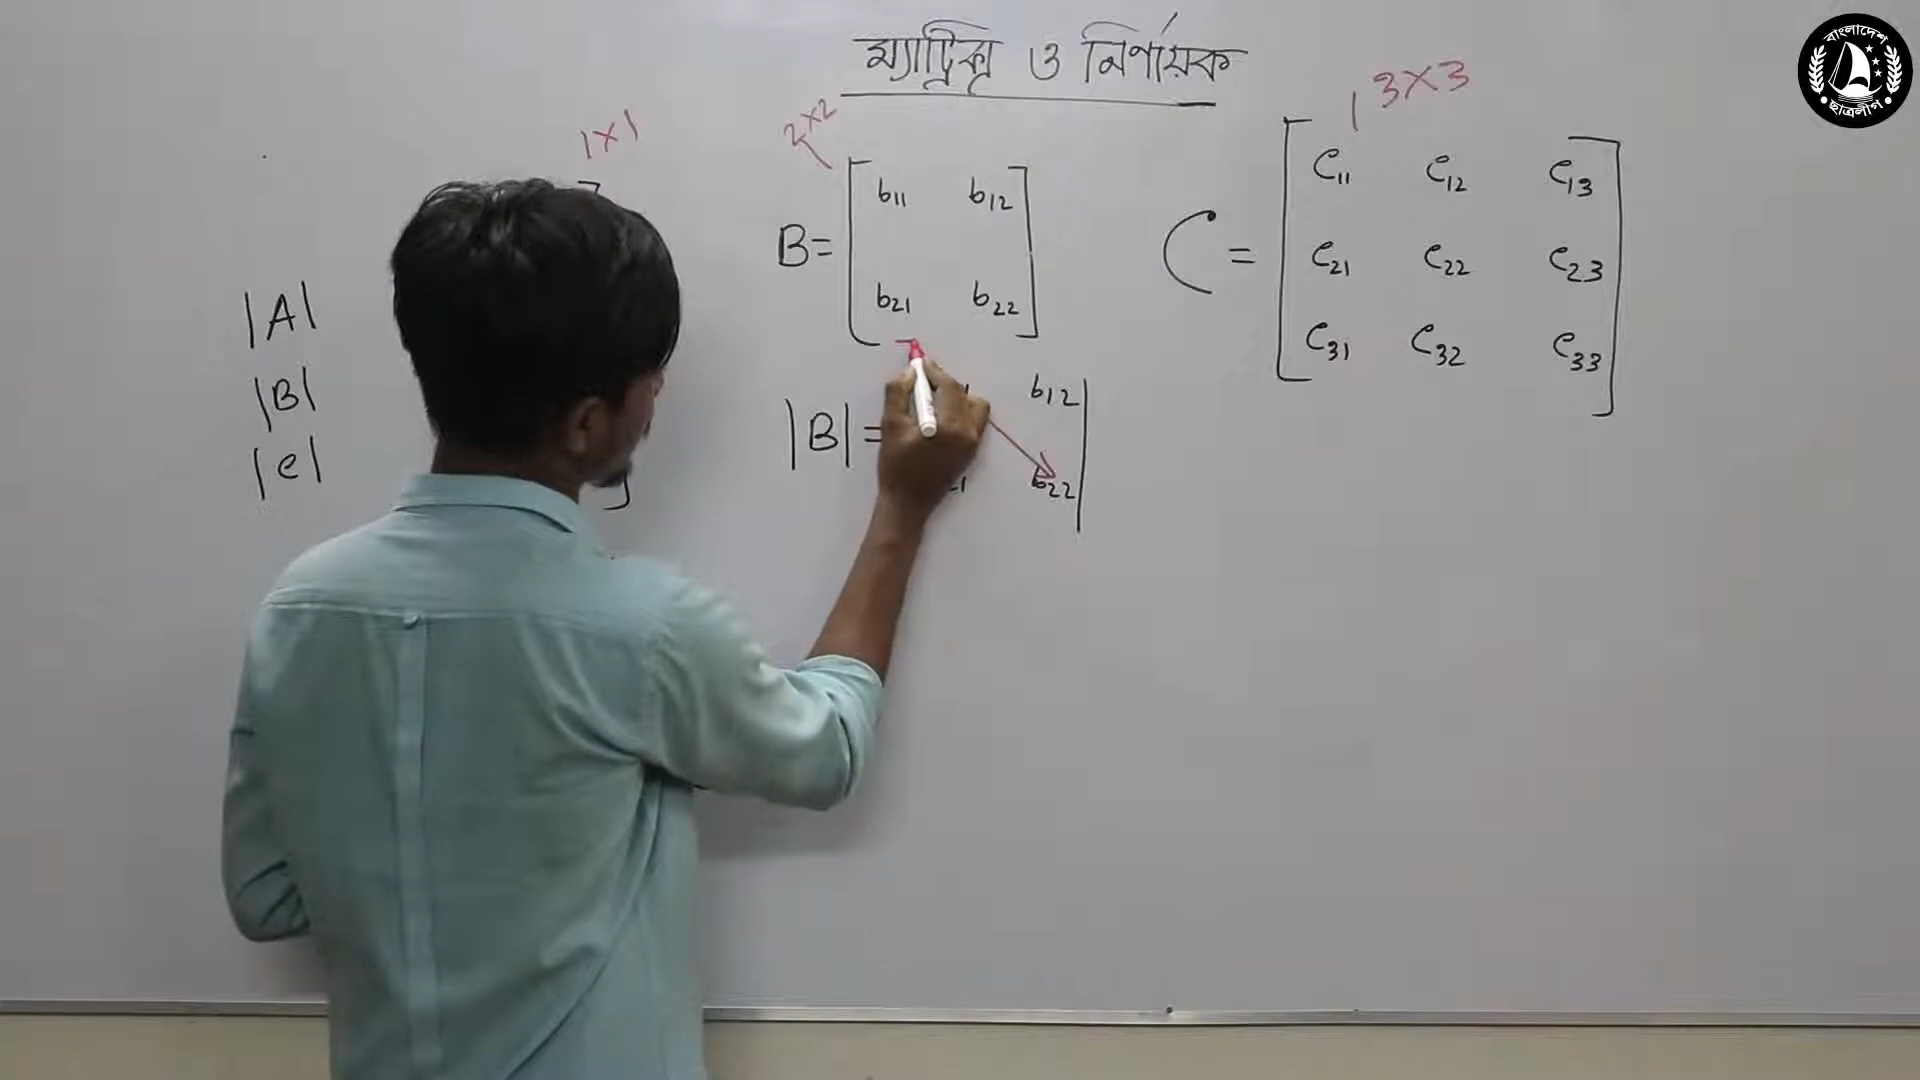 ম্যাট্রিক্স ও নির্ণায়ক
1×1
2×2
3×3
B= b11 b12
b21 b22
C = C11 C12 C13
C21 C22 C23
C31 C32 C33
|A|
|B|
|C|
|B| = b12
b22
বাংলাদেশ
ছাত্রলীগ